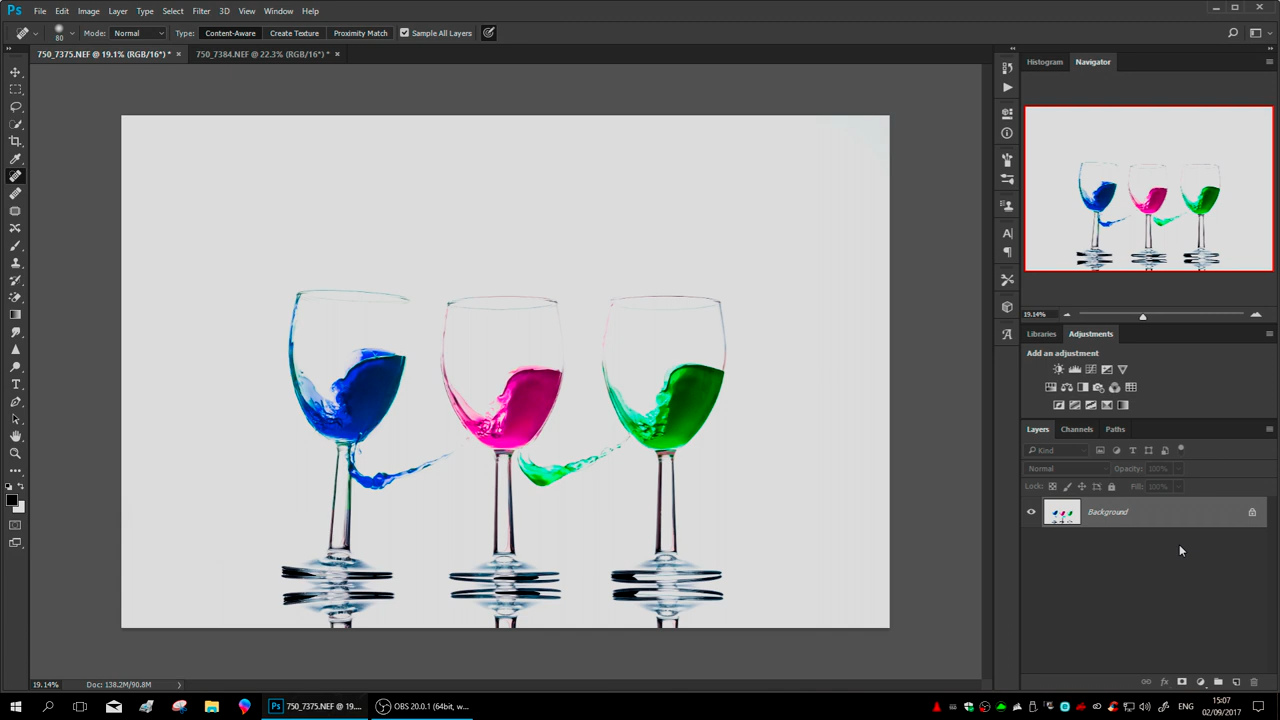 Ps File Edit Image Layer Type Select Filter 3D View Window Help
80 Mode: Normal Type: Content-Aware Create Texture Proximity Match Sample All Layers
750_7375.NEF @ 19.1% (RGB/16*) * × 750_7384.NEF @ 22.3% (RGB/16*) * ×
Histogram Navigator
19.14%
Libraries Adjustments
Add an adjustment
Layers Channels Paths
Kind
Normal Opacity: 100%
Lock: Fill: 100%
Background
19.14% Doc: 138.2M/90.8M
Ps 750_7375.NEF @ 19.... OBS 20.0.1 (64bit, w...
ENG
15:07
02/09/2017